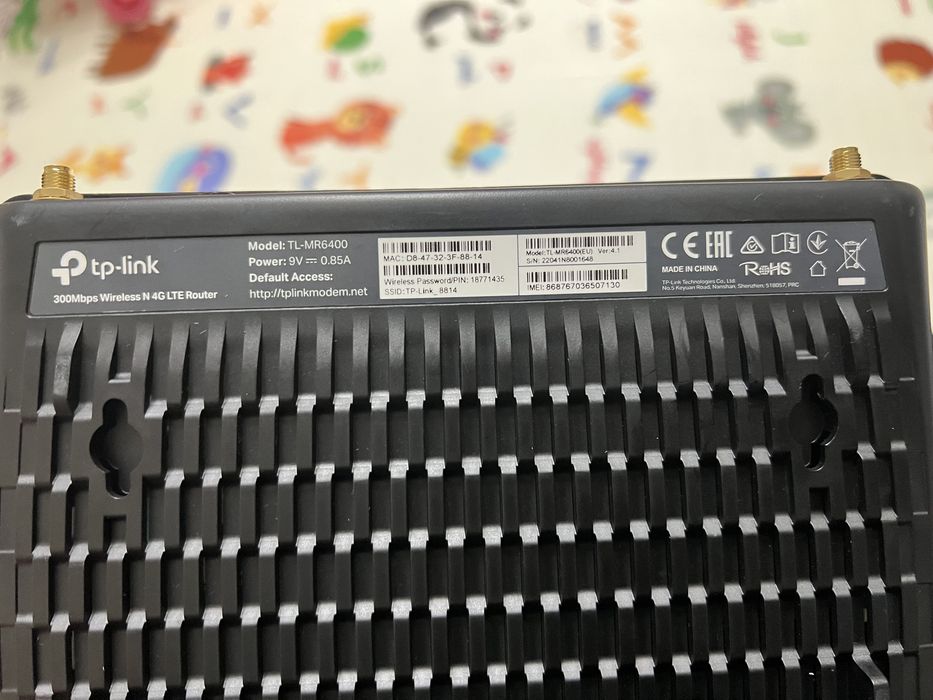 tp-link
300Mbps Wireless N 4G LTE Router
Model: TL-MR6400
Power: 9V ⎓ 0.85A
Default Access:
http://tplinkmodem.net
MAC: D8-47-32-3F-88-14
Wireless Password/PIN: 18771435
SSID:TP-Link_8814
Model:TL-MR6400(EU) Ver:4.1
S/N: 22041N8001648
IMEI:868767036507130
CE EAC
MADE IN CHINA
RoHS
TP-Link Technologies Co., Ltd.
No.5 Keyuan Road, Nanshan, Shenzhen, 518057, PRC